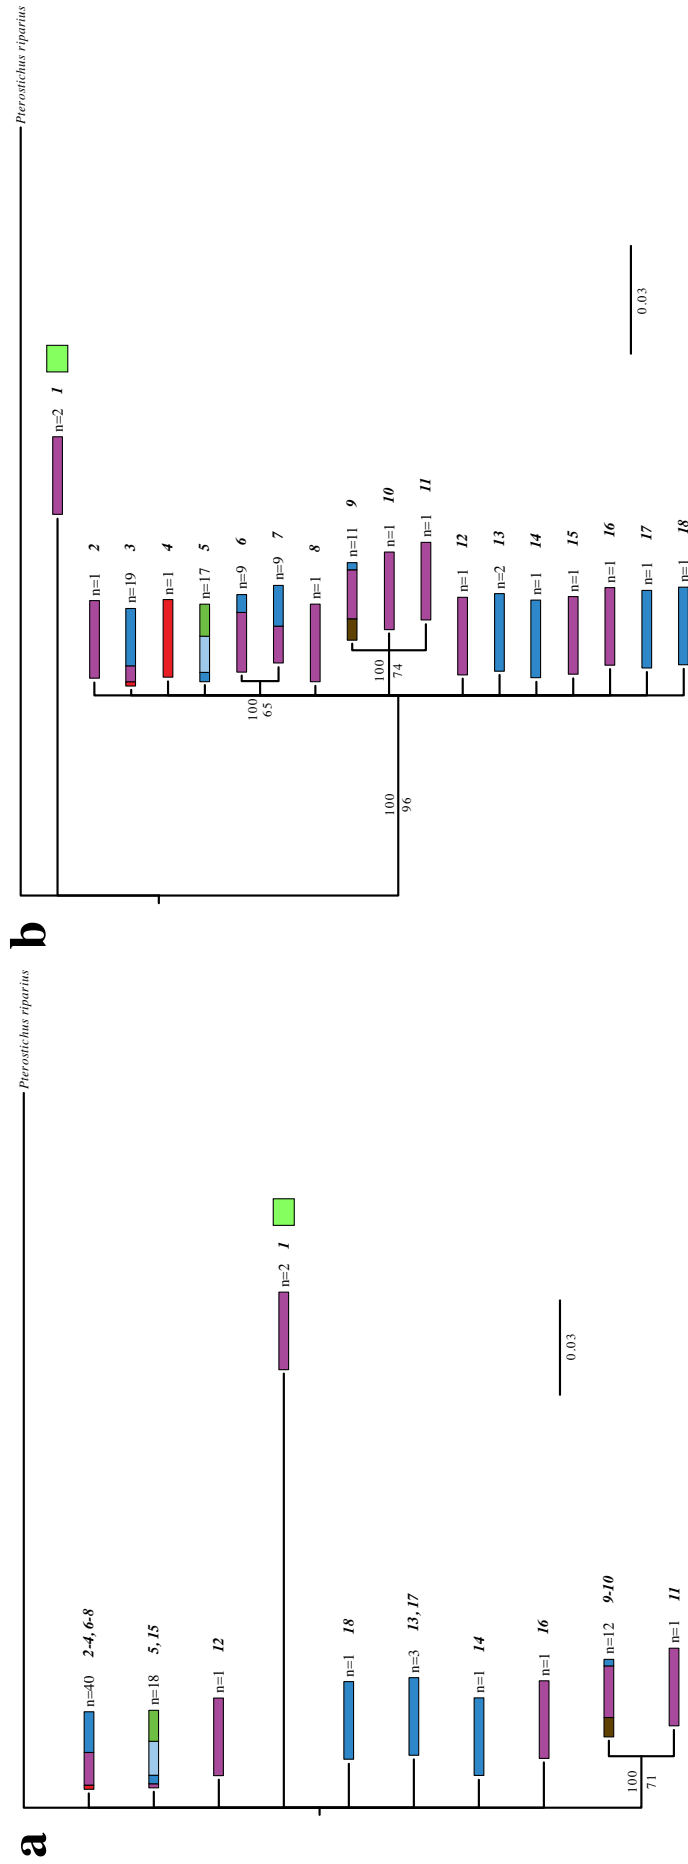 a
Pterostichus riparius
n=40 2-4, 6-8
n=18 5, 15
n=1 12
n=2 1
n=1 18
n=3 13, 17
n=1 14
n=1 16
n=12 9-10
n=1 11
100
71
0.03
b
Pterostichus riparius
n=2 1
n=1 2
n=19 3
n=1 4
n=17 5
n=9 6
n=9 7
100
65
n=1 8
n=11 9
n=1 10
n=1 11
100
74
100
96
n=1 12
n=2 13
n=1 14
n=1 15
n=1 16
n=1 17
n=1 18
0.03